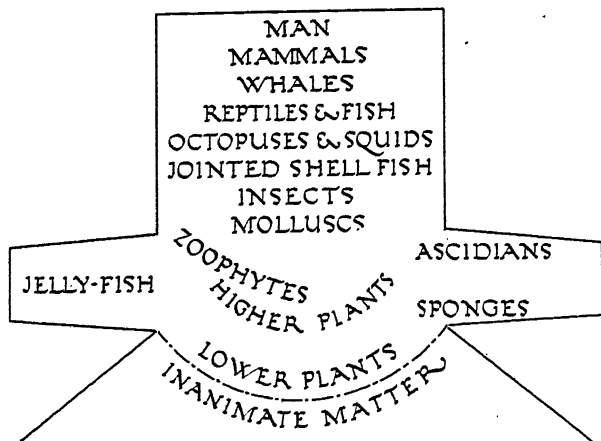 MAN
MAMMALS
WHALES
REPTILES & FISH
OCTOPUSES & SQUIDS
JOINTED SHELL FISH
INSECTS
MOLLUSCS
ZOOPHYTES
ASCIDIANS
JELLY-FISH
HIGHER PLANTS
SPONGES
LOWER PLANTS
INANIMATE MATTER